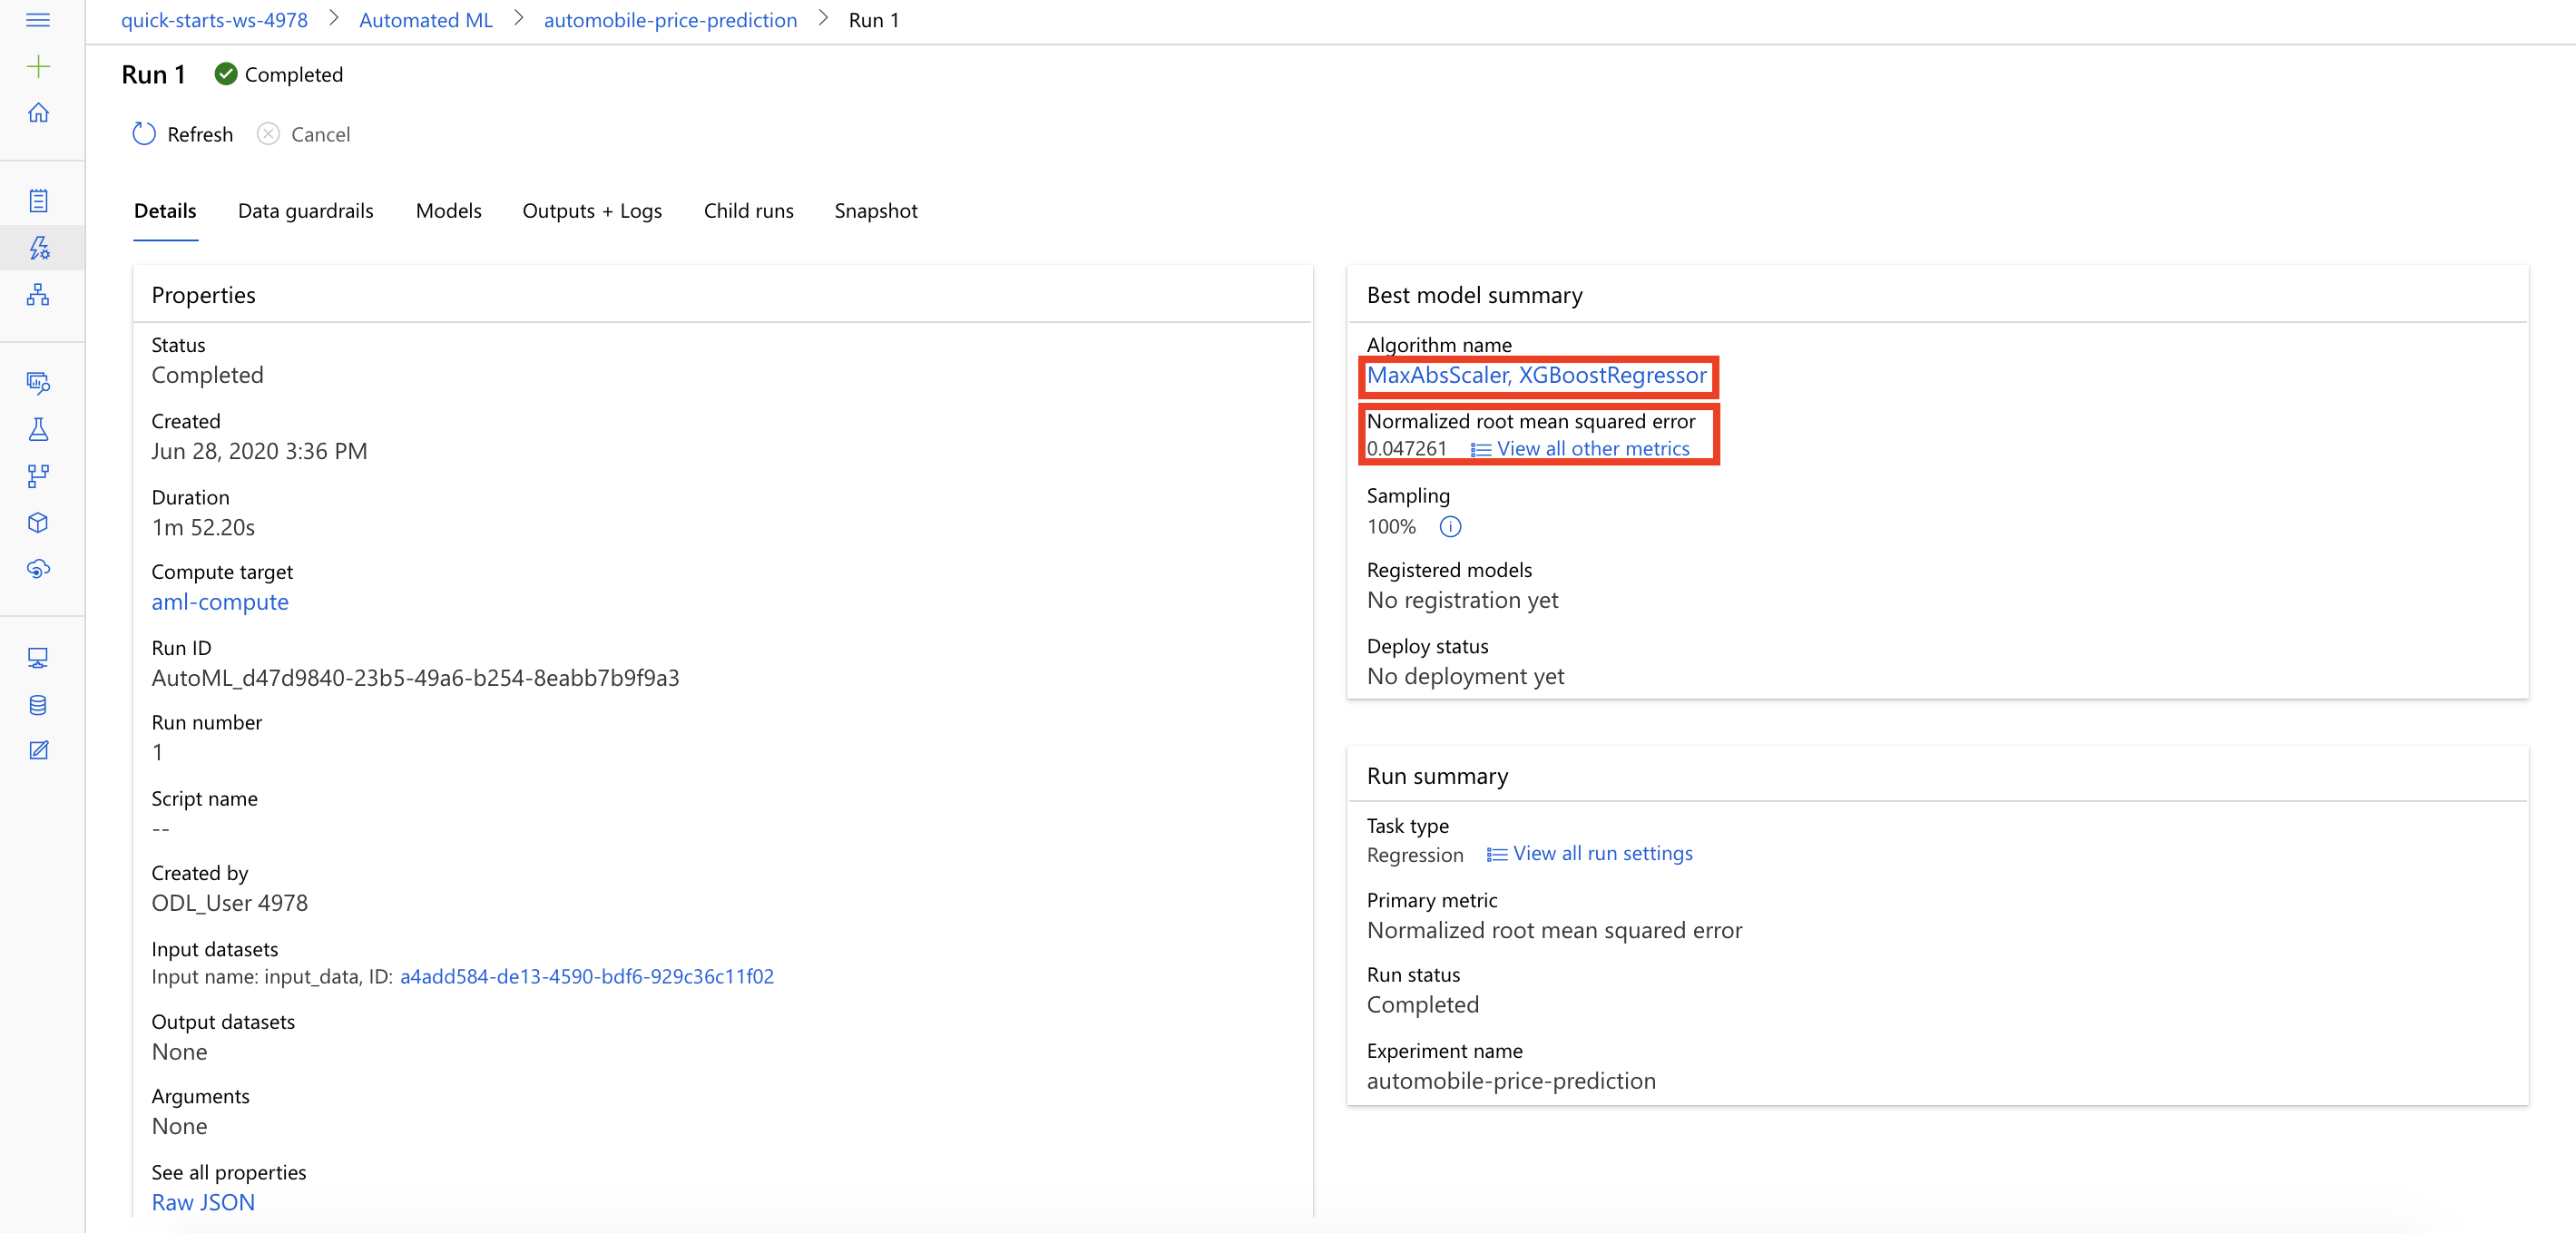 quick-starts-ws-4978 > Automated ML > automobile-price-prediction > Run 1
Run 1 Completed
Refresh Cancel
Details Data guardrails Models Outputs + Logs Child runs Snapshot
Properties
Status
Completed
Created
Jun 28, 2020 3:36 PM
Duration
1m 52.20s
Compute target
aml-compute
Run ID
AutoML_d47d9840-23b5-49a6-b254-8eabb7b9f9a3
Run number
1
Script name
--
Created by
ODL_User 4978
Input datasets
Input name: input_data, ID: a4add584-de13-4590-bdf6-929c36c11f02
Output datasets
None
Arguments
None
See all properties
Raw JSON
Best model summary
Algorithm name
MaxAbsScaler, XGBoostRegressor
Normalized root mean squared error
0.047261 View all other metrics
Sampling
100%
Registered models
No registration yet
Deploy status
No deployment yet
Run summary
Task type
Regression View all run settings
Primary metric
Normalized root mean squared error
Run status
Completed
Experiment name
automobile-price-prediction